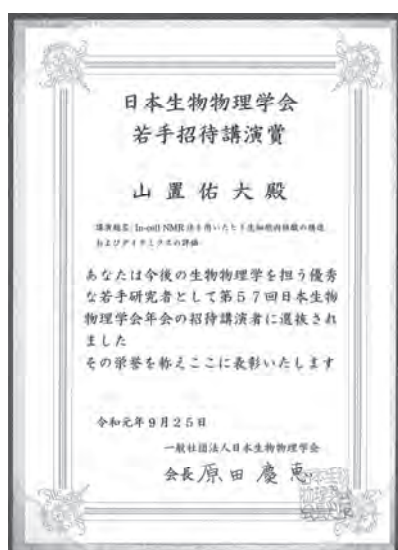 日本生物物理学会
若手招待講演賞
山置佑大殿
講演題名: In-cell NMR法を用いたヒト生細胞内核酸の構造
およびダイナミクスの評価
あなたは今後の生物物理学を担う優秀
な若手研究者として第57回日本生物
物理学会年会の招待講演者に選抜され
ました
その栄誉を称えここに表彰いたします
令和元年9月25日
一般社団法人日本生物物理学会
会長 原田慶恵